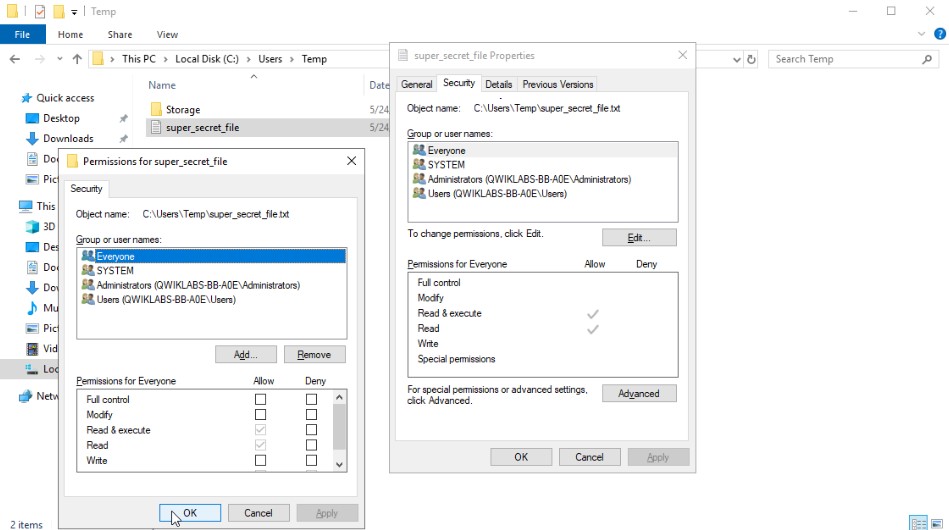 Temp
File Home Share View
This PC > Local Disk (C:) > Users > Temp
Search Temp
Quick access
Desktop
Downloads
Doc
Pict
This
3D
Des
Doc
Dov
Mu
Pict
Vid
Loc
Netw
Name Date
Storage 5/24
super_secret_file 5/24
2 items
Permissions for super_secret_file
Security
Object name: C:\Users\Temp\super_secret_file.txt
Group or user names:
Everyone
SYSTEM
Administrators (QWIKLABS-BB-A0E\Administrators)
Users (QWIKLABS-BB-A0E\Users)
Add... Remove
Permissions for Everyone Allow Deny
Full control
Modify
Read & execute
Read
Write
OK Cancel Apply
super_secret_file Properties
General Security Details Previous Versions
Object name: C:\Users\Temp\super_secret_file.txt
Group or user names:
Everyone
SYSTEM
Administrators (QWIKLABS-BB-A0E\Administrators)
Users (QWIKLABS-BB-A0E\Users)
To change permissions, click Edit. Edit...
Permissions for Everyone Allow Deny
Full control
Modify
Read & execute
Read
Write
Special permissions
For special permissions or advanced settings,
click Advanced. Advanced
OK Cancel Apply